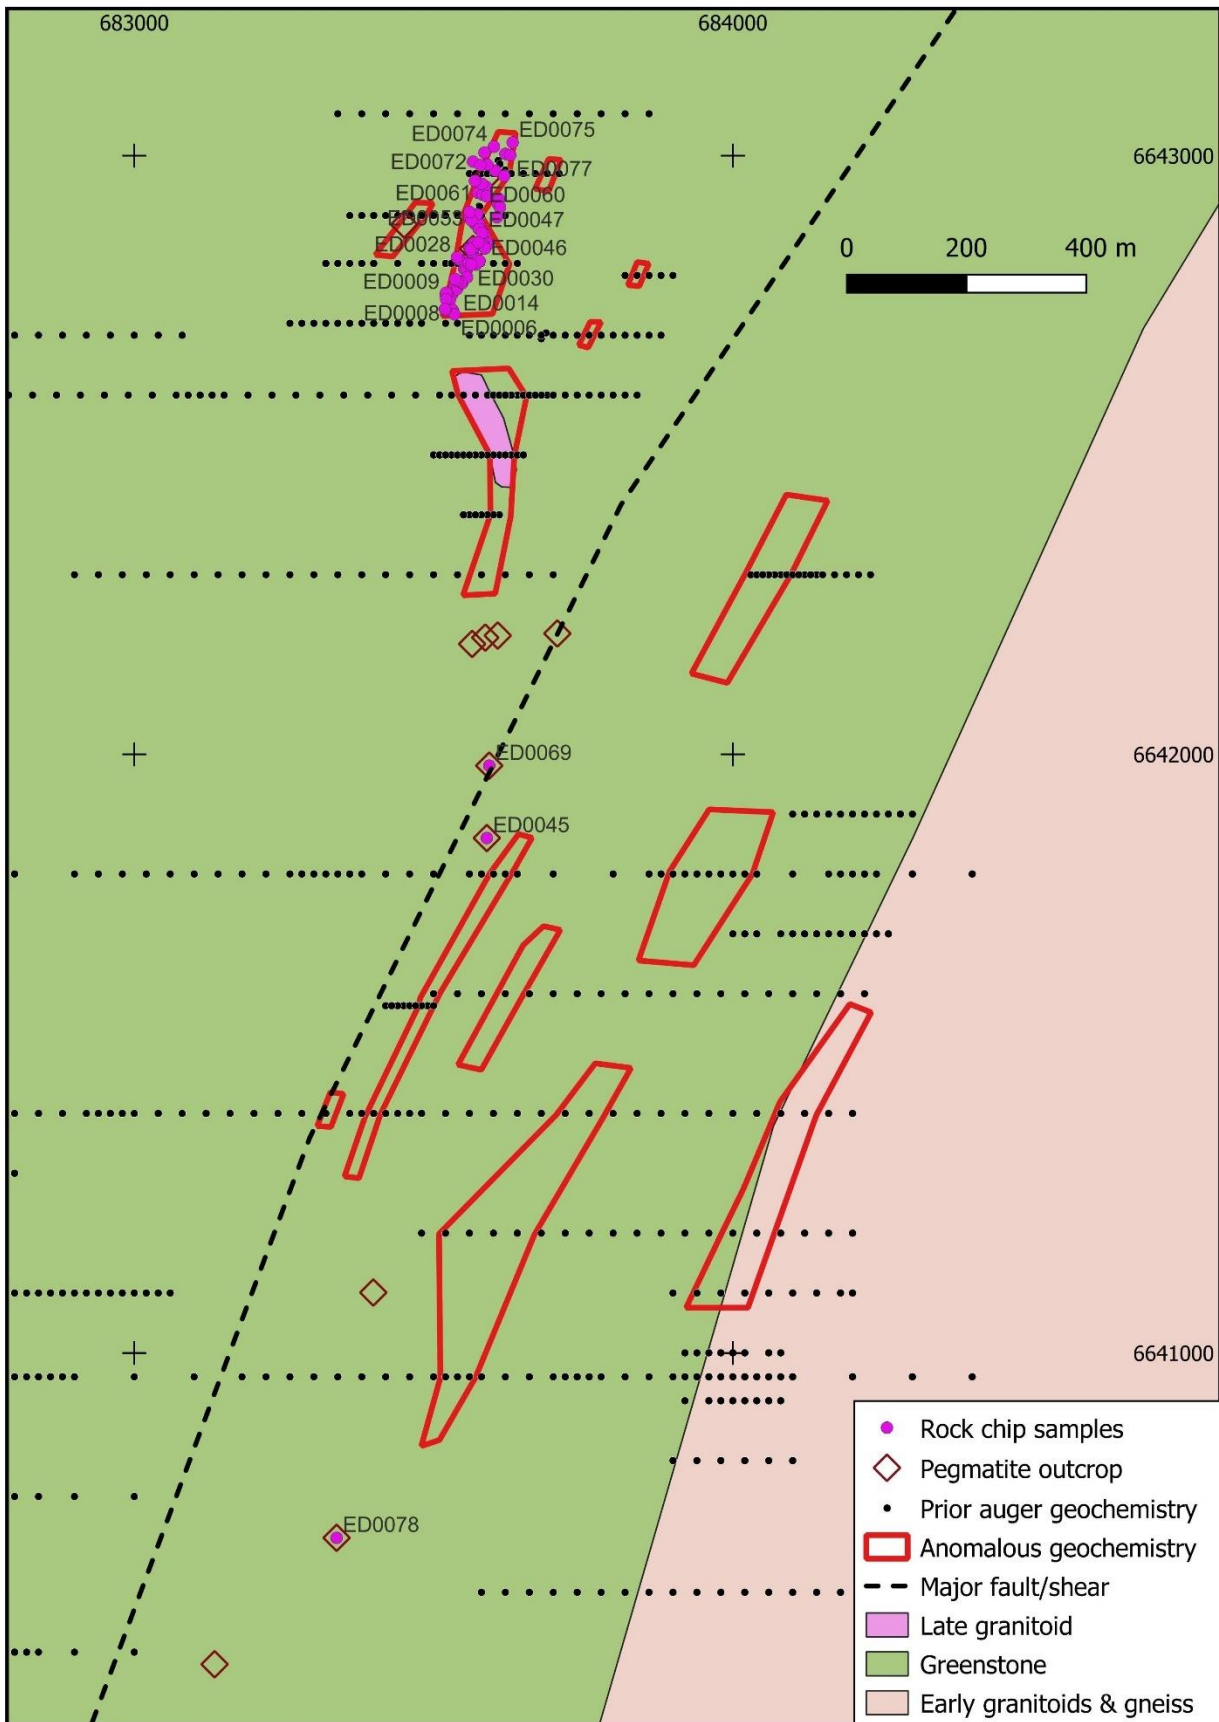 683000
684000
ED0074
ED0075
ED0072
ED0077
6643000
ED0061
ED0060
ED0047
ED0028
ED0046
0
200
400 m
ED0009
ED0030
ED0014
ED0008
ED0006
ED0069
6642000
ED0045
6641000
Rock chip samples
Pegmatite outcrop
Prior auger geochemistry
Anomalous geochemistry
Major fault/shear
Late granitoid
Greenstone
Early granitoids & gneiss
ED0078